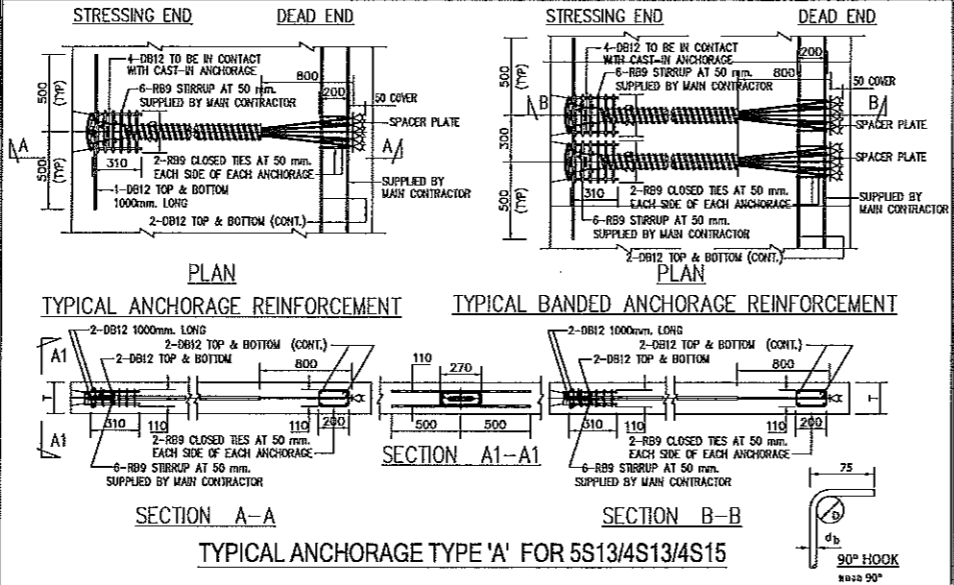 STRESSING END DEAD END
4-DB12 TO BE IN CONTACT
WITH CAST-IN ANCHORAGE
6-RB9 STIRRUP AT 50 mm.
SUPPLIED BY MAIN CONTRACTOR
800
200
50 COVER
SPACER PLATE
500
(TYP)
500
(TYP)
A A
310
2-RB9 CLOSED TIES AT 50 mm.
EACH SIDE OF EACH ANCHORAGE
1-DB12 TOP & BOTTOM
1000mm. LONG
SUPPLIED BY
MAIN CONTRACTOR
2-DB12 TOP & BOTTOM (CONT.)
PLAN
TYPICAL ANCHORAGE REINFORCEMENT
STRESSING END DEAD END
4-DB12 TO BE IN CONTACT
WITH CAST-IN ANCHORAGE
6-RB9 STIRRUP AT 50 mm.
SUPPLIED BY MAIN CONTRACTOR
200
800
50 COVER
500
(TYP)
B B
SPACER PLATE
300
SPACER PLATE
500
(TYP)
310
2-RB9 CLOSED TIES AT 50 mm.
EACH SIDE OF EACH ANCHORAGE
6-RB9 STIRRUP AT 50 mm.
SUPPLIED BY MAIN CONTRACTOR
SUPPLIED BY
MAIN CONTRACTOR
2-DB12 TOP & BOTTOM (CONT.)
PLAN
TYPICAL BANDED ANCHORAGE REINFORCEMENT
2-DB12 1000mm. LONG
2-DB12 TOP & BOTTOM (CONT.)
2-DB12 TOP & BOTTOM
A1
800
T
310
110
110
200
A1
2-RB9 CLOSED TIES AT 50 mm.
EACH SIDE OF EACH ANCHORAGE
6-RB9 STIRRUP AT 50 mm.
SUPPLIED BY MAIN CONTRACTOR
SECTION A-A
110
270
500 500
SECTION A1-A1
2-DB12 1000mm. LONG
2-DB12 TOP & BOTTOM (CONT.)
2-DB12 TOP & BOTTOM
800
T
310
110
110
200
2-RB9 CLOSED TIES AT 50 mm.
EACH SIDE OF EACH ANCHORAGE
6-RB9 STIRRUP AT 50 mm.
SUPPLIED BY MAIN CONTRACTOR
SECTION B-B
75
D
db
90° HOOK
90°
TYPICAL ANCHORAGE TYPE 'A' FOR 5S13/4S13/4S15